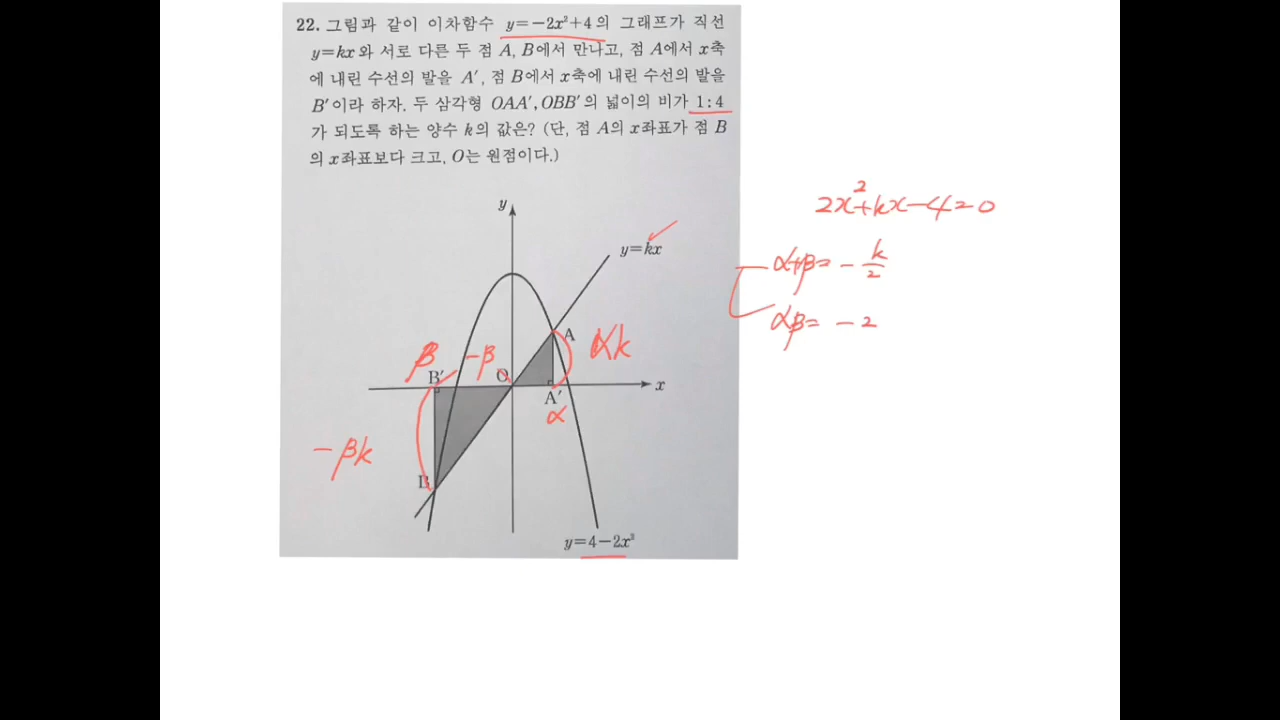 22. 그림과 같이 이차함수 y=−2x²+4의 그래프가 직선
y=kx와 서로 다른 두 점 A, B에서 만나고, 점 A에서 x축
에 내린 수선의 발을 A′, 점 B에서 x축에 내린 수선의 발을
B′이라 하자. 두 삼각형 OAA′, OBB′의 넓이의 비가 1:4
가 되도록 하는 양수 k의 값은? (단, 점 A의 x좌표가 점 B
의 x좌표보다 크고, O는 원점이다.)
2x²+kx−4=0
y
y=kx
α+β= −k/2
αβ= −2
A
αk
β
−β
B′
O
x
A′
α
−βk
B
y=4−2x²